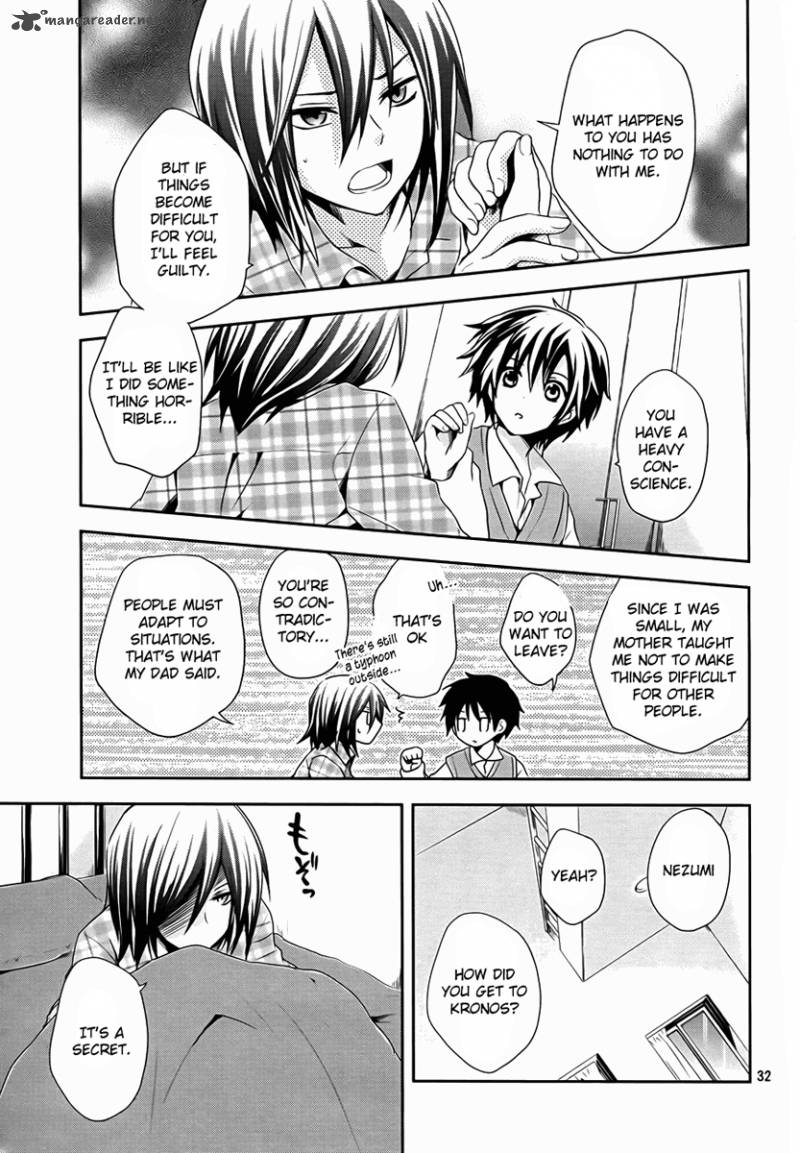 mangareader.net
WHAT HAPPENS
TO YOU HAS
NOTHING TO DO
WITH ME.
BUT IF
THINGS
BECOME
DIFFICULT
FOR YOU,
I'LL FEEL
GUILTY.
IT'LL BE LIKE
I DID SOME-
THING HOR-
RIBLE...
YOU
HAVE A
HEAVY
CON-
SCIENCE.
SINCE I WAS
SMALL, MY
MOTHER TAUGHT
ME NOT TO MAKE
THINGS DIFFICULT
FOR OTHER
PEOPLE.
DO YOU
WANT TO
LEAVE?
Uh...
THAT'S
OK
There's still
a typhoon
outside...
YOU'RE
SO CON-
TRADIC-
TORY...
PEOPLE MUST
ADAPT TO
SITUATIONS.
THAT'S WHAT
MY DAD SAID.
NEZUMI
YEAH?
HOW DID
YOU GET TO
KRONOS?
もぞっ
IT'S A
SECRET.
32